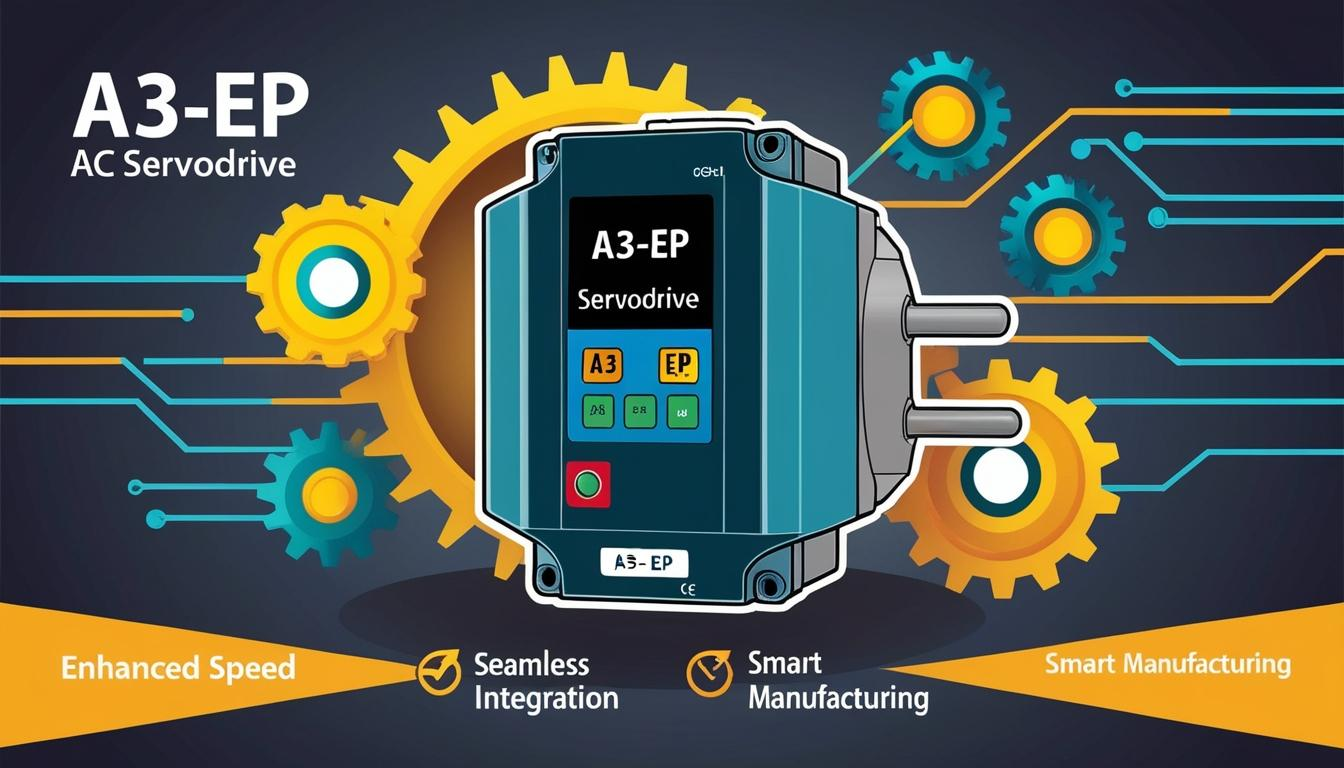 A3-EP
AC Servodrive
A3-EP
Servodrive
A3
EP
A3-EP
CE
Enhanced Speed
Seamless
Integration
Smart
Manufacturing
Smart Manufacturing